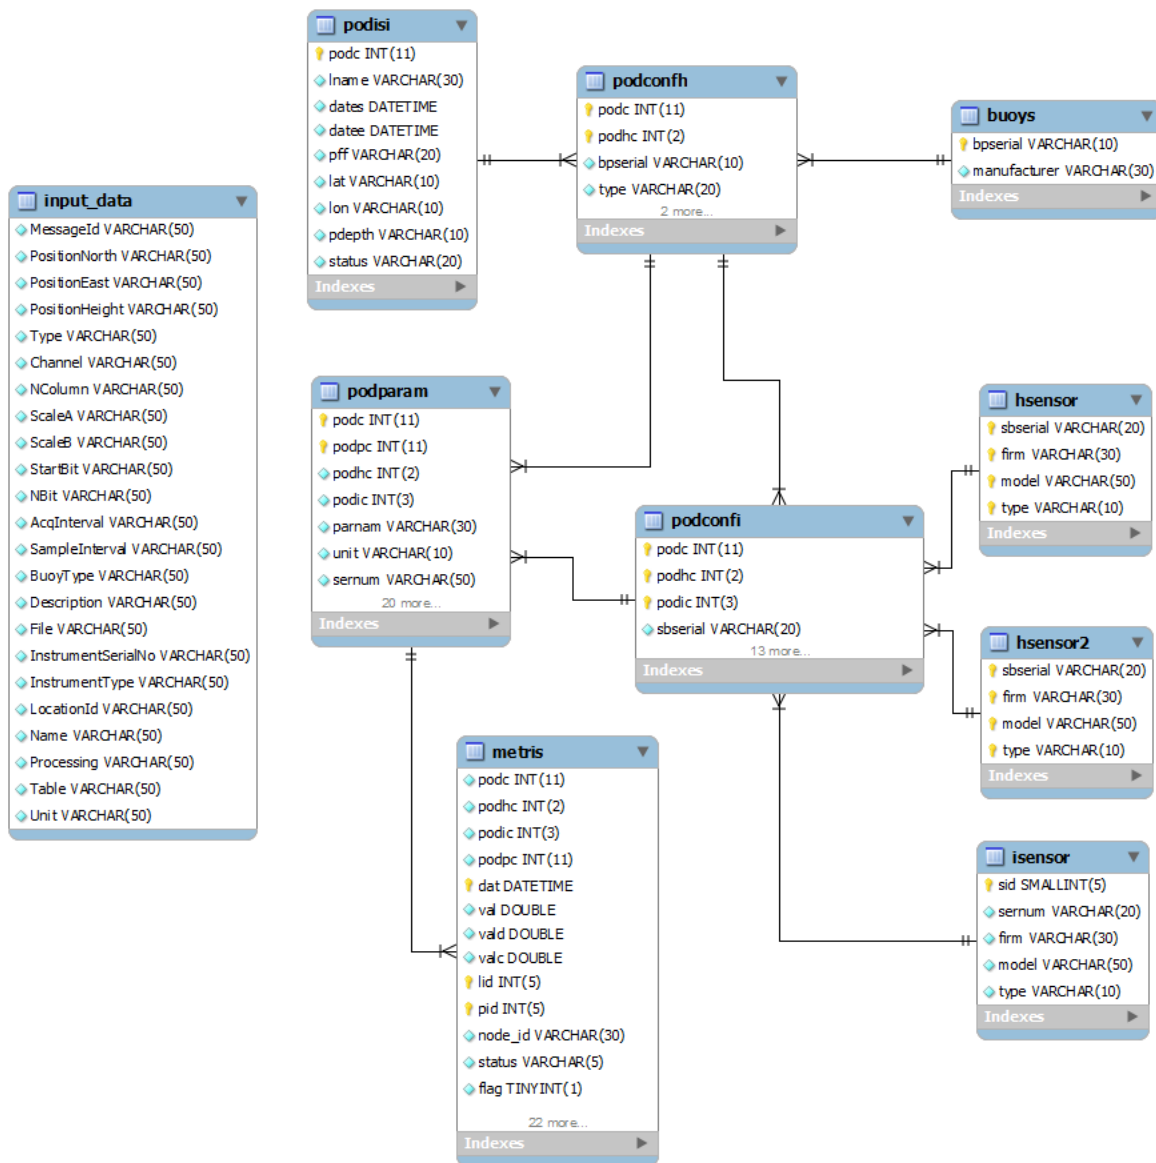 podisi
podc INT(11)
lname VARCHAR(30)
dates DATETIME
datee DATETIME
pff VARCHAR(20)
lat VARCHAR(10)
lon VARCHAR(10)
pdepth VARCHAR(10)
status VARCHAR(20)
Indexes
podconfh
podc INT(11)
podhc INT(2)
bpserial VARCHAR(10)
type VARCHAR(20)
2 more...
Indexes
buoys
bpserial VARCHAR(10)
manufacturer VARCHAR(30)
Indexes
input_data
MessageId VARCHAR(50)
PositionNorth VARCHAR(50)
PositionEast VARCHAR(50)
PositionHeight VARCHAR(50)
Type VARCHAR(50)
Channel VARCHAR(50)
NColumn VARCHAR(50)
ScaleA VARCHAR(50)
ScaleB VARCHAR(50)
StartBit VARCHAR(50)
NBit VARCHAR(50)
AcqInterval VARCHAR(50)
SampleInterval VARCHAR(50)
BuoyType VARCHAR(50)
Description VARCHAR(50)
File VARCHAR(50)
InstrumentSerialNo VARCHAR(50)
InstrumentType VARCHAR(50)
LocationId VARCHAR(50)
Name VARCHAR(50)
Processing VARCHAR(50)
Table VARCHAR(50)
Unit VARCHAR(50)
podparam
podc INT(11)
podpc INT(11)
podhc INT(2)
podic INT(3)
parnam VARCHAR(30)
unit VARCHAR(10)
sernum VARCHAR(50)
20 more...
Indexes
hsensor
sbserial VARCHAR(20)
firm VARCHAR(30)
model VARCHAR(50)
type VARCHAR(10)
Indexes
podconfi
podc INT(11)
podhc INT(2)
podic INT(3)
sbserial VARCHAR(20)
13 more...
Indexes
hsensor2
sbserial VARCHAR(20)
firm VARCHAR(30)
model VARCHAR(50)
type VARCHAR(10)
Indexes
metris
podc INT(11)
podhc INT(2)
podic INT(3)
podpc INT(11)
dat DATETIME
val DOUBLE
vald DOUBLE
valc DOUBLE
lid INT(5)
pid INT(5)
node_id VARCHAR(30)
status VARCHAR(5)
flag TINYINT(1)
22 more...
Indexes
isensor
sid SMALLINT(5)
sernum VARCHAR(20)
firm VARCHAR(30)
model VARCHAR(50)
type VARCHAR(10)
Indexes